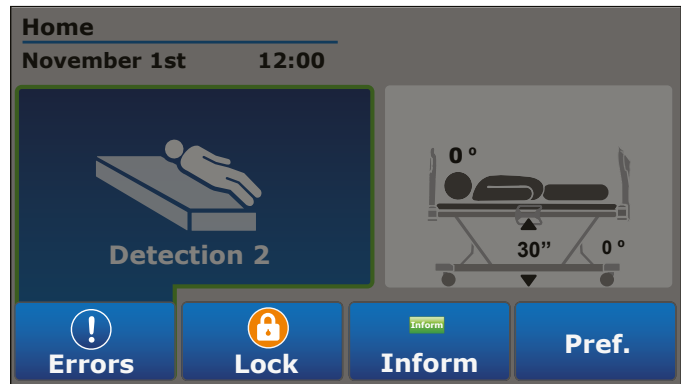 Home
November 1st 12:00
0 °
Detection 2
30” 0 °
!
Inform
Errors Lock Inform Pref.